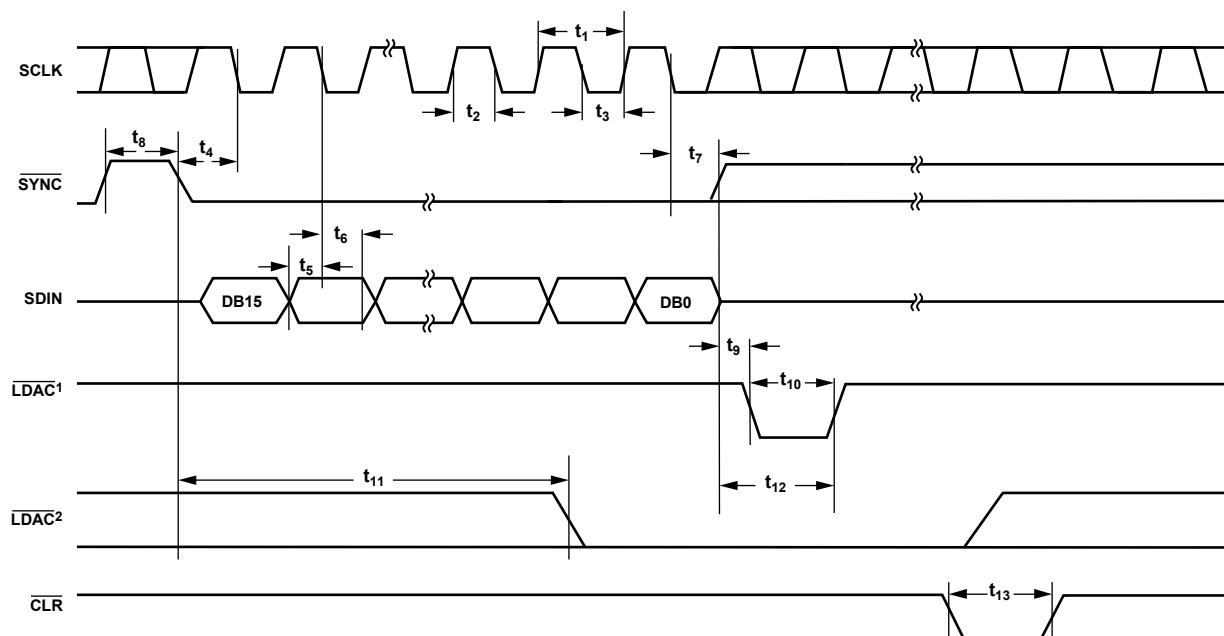 t1
SCLK
t2
t3
t8
t4
t7
SYNC
t6
t5
SDIN
DB15
DB0
t9
LDAC1
t10
t11
t12
LDAC2
t13
CLR